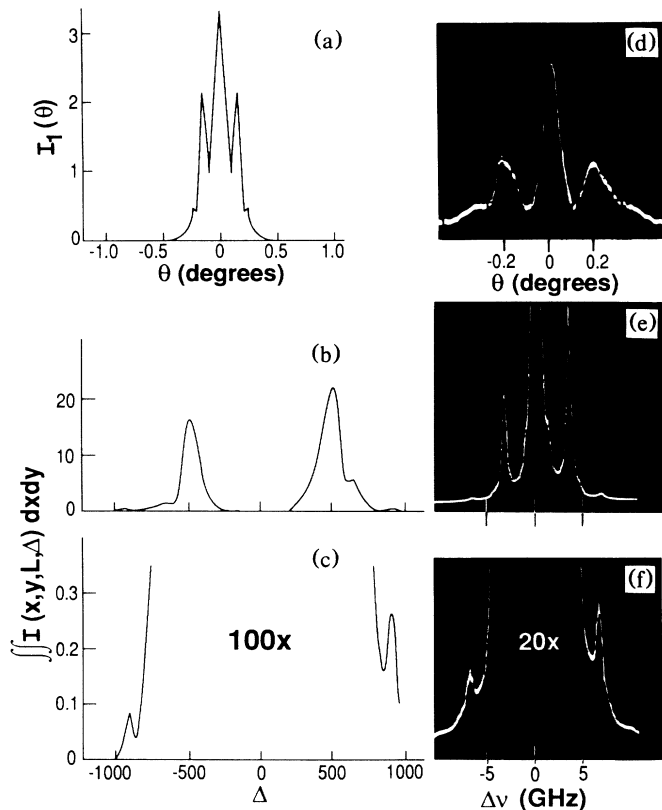 (a)
3
2
1
0
I₁ (θ)
-1.0 -0.5 0 0.5 1.0
θ (degrees)
(d)
-0.2 0 0.2
θ (degrees)
(b)
20
10
0
(e)
∬I (x,y,L,Δ) dxdy
(c)
0.4
0.3
0.2
0.1
0
100x
-1000 -500 0 500 1000
Δ
(f)
20x
-5 0 5
Δν (GHz)